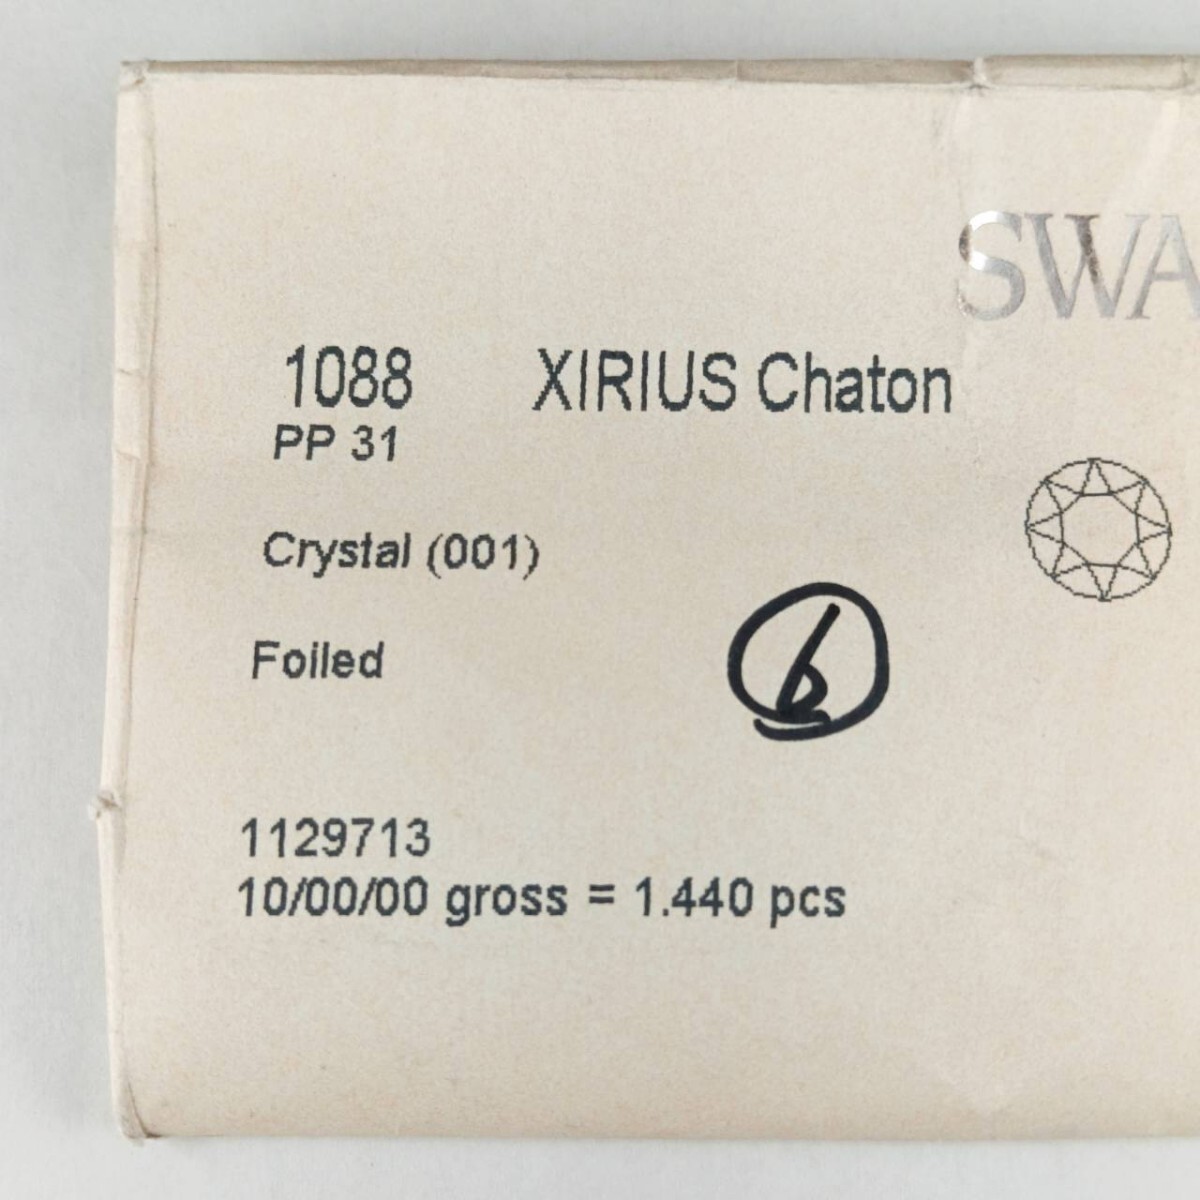 SWA
1088 XIRIUS Chaton
PP 31
Crystal (001)
Foiled
6
1129713
10/00/00 gross = 1.440 pcs